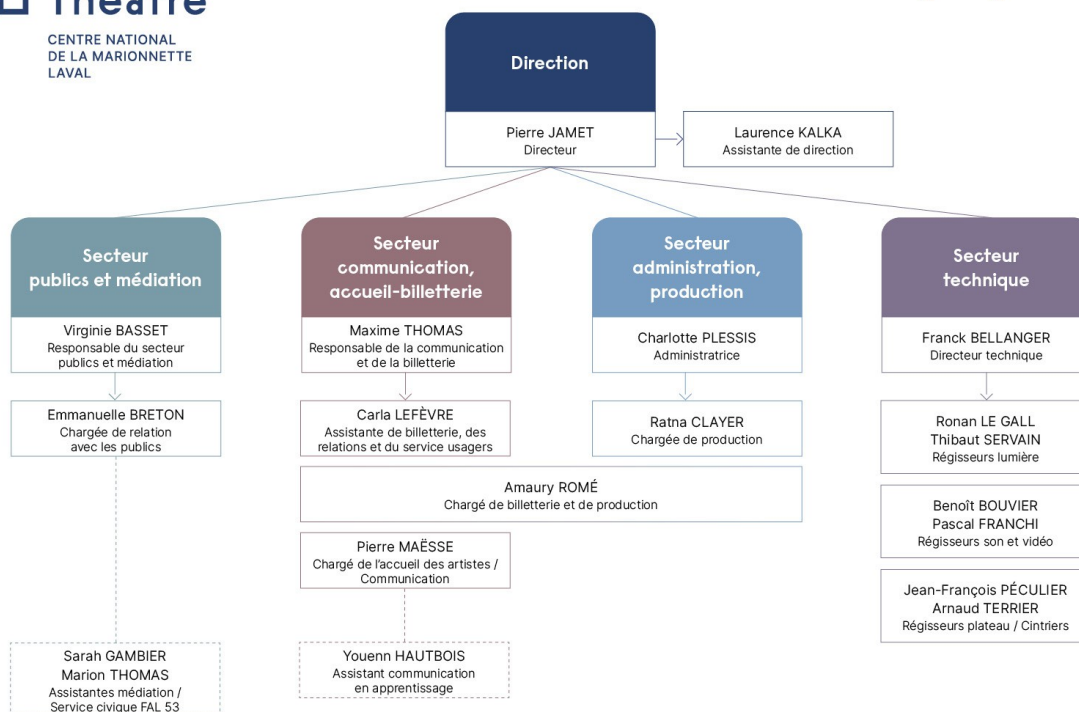 Théâtre
CENTRE NATIONAL
DE LA MARIONNETTE
LAVAL
Direction
Pierre JAMET
Directeur
Laurence KALKA
Assistante de direction
Secteur
publics et médiation
Virginie BASSET
Responsable du secteur
publics et médiation
Emmanuelle BRETON
Chargée de relation
avec les publics
Sarah GAMBIER
Marion THOMAS
Assistantes médiation /
Service civique FAL 53
Secteur
communication,
accueil-billetterie
Maxime THOMAS
Responsable de la communication
et de la billetterie
Carla LEFÈVRE
Assistante de billetterie, des
relations et du service usagers
Amaury ROMÉ
Chargé de billetterie et de production
Pierre MAËSSE
Chargé de l'accueil des artistes /
Communication
Youenn HAUTBOIS
Assistant communication
en apprentissage
Secteur
administration,
production
Charlotte PLESSIS
Administratrice
Ratna CLAYER
Chargée de production
Secteur
technique
Franck BELLANGER
Directeur technique
Ronan LE GALL
Thibaut SERVAIN
Régisseurs lumière
Benoît BOUVIER
Pascal FRANCHI
Régisseurs son et vidéo
Jean-François PÉCULIER
Arnaud TERRIER
Régisseurs plateau / Cintriers